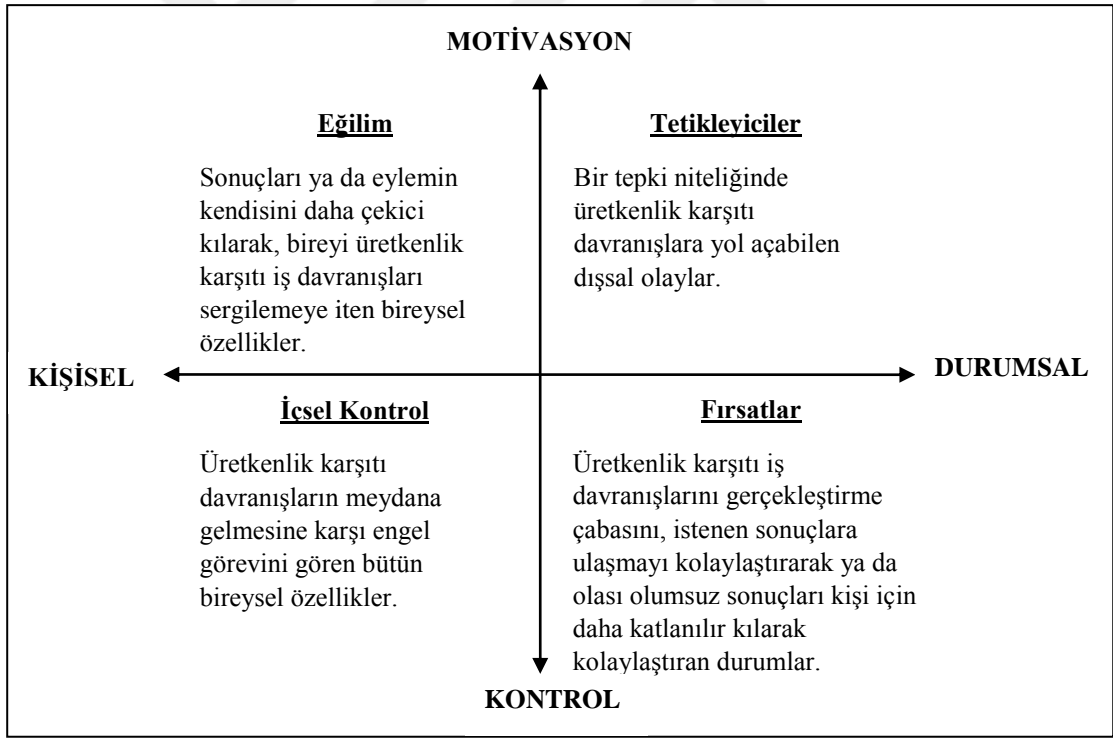 MOTİVASYON
Eğilim
Sonuçları ya da eylemin
kendisini daha çekici
kılarak, bireyi üretkenlik
karşıtı iş davranışları
sergilemeye iten bireysel
özellikler.
Tetikleyiciler
Bir tepki niteliğinde
üretkenlik karşıtı
davranışlara yol açabilen
dışsal olaylar.
KİŞİSEL
DURUMSAL
İçsel Kontrol
Üretkenlik karşıtı
davranışların meydana
gelmesine karşı engel
görevini gören bütün
bireysel özellikler.
Fırsatlar
Üretkenlik karşıtı iş
davranışlarını gerçekleştirme
çabasını, istenen sonuçlara
ulaşmayı kolaylaştırarak ya da
olası olumsuz sonuçları kişi için
daha katlanılır kılarak
kolaylaştıran durumlar.
KONTROL